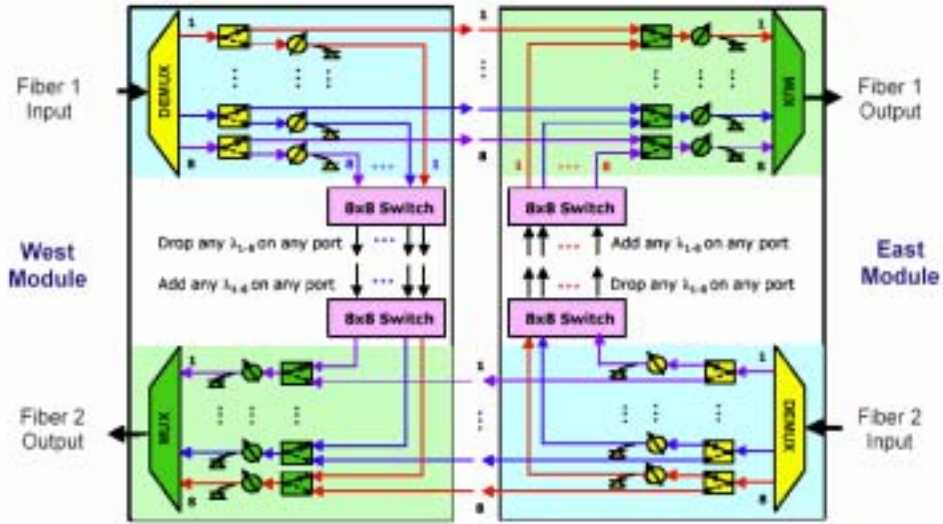 1
1
1
Fiber 1
Input
DEMUX
MUX
Fiber 1
Output
8
8
1
8
8
1
8
8x8 Switch
8x8 Switch
West
Module
Drop any λ1-8 on any port
Add any λ1-8 on any port
East
Module
Add any λ1-8 on any port
Drop any λ1-8 on any port
8x8 Switch
8x8 Switch
1
1
1
Fiber 2
Output
MUX
DEMUX
Fiber 2
Input
8
8
8